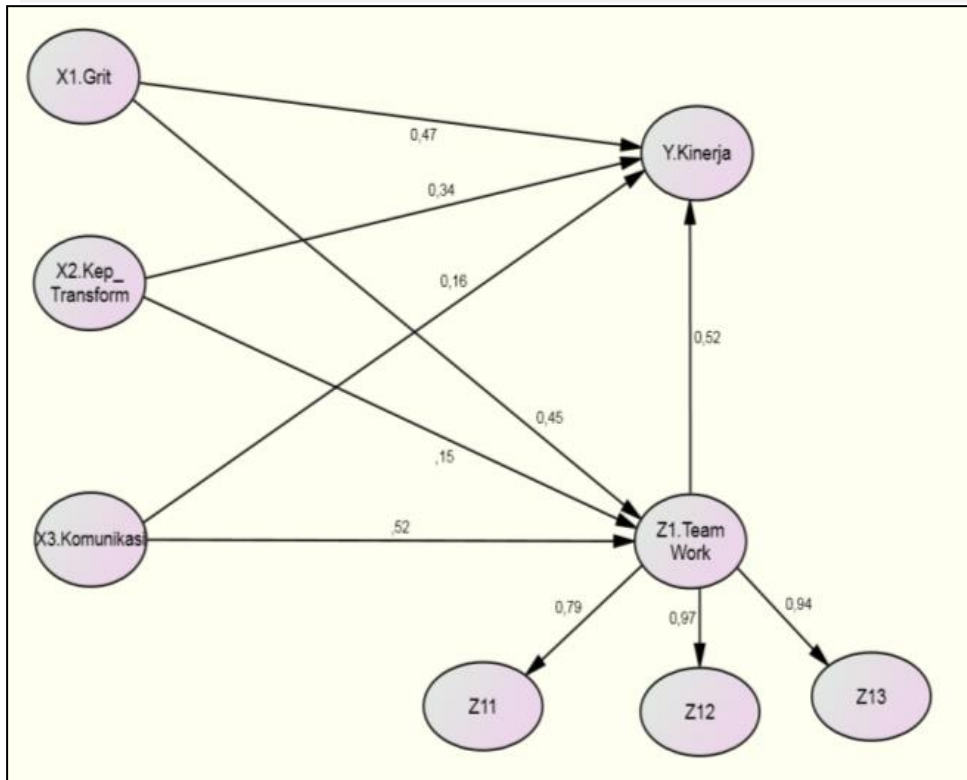 X1.Grit
0,47
Y.Kinerja
0,34
X2.Kep_
Transform
0,16
0,52
0,45
,15
X3.Komunikasi
,52
Z1.Team
Work
0,79
0,97
0,94
Z11
Z12
Z13